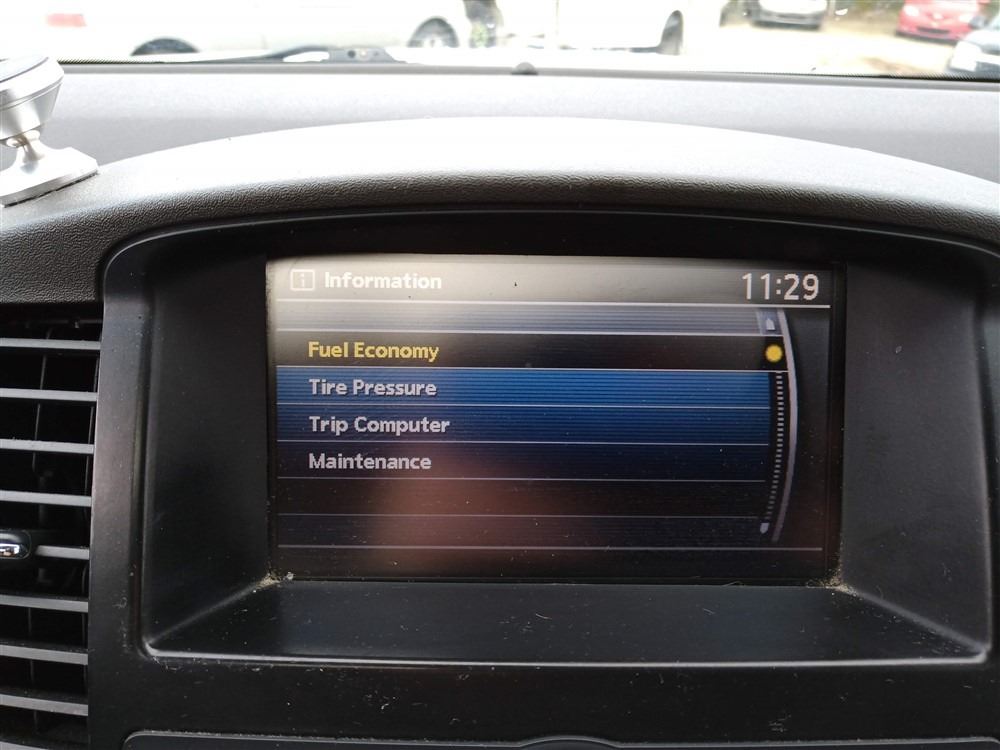 Information 11:29
Fuel Economy
Tire Pressure
Trip Computer
Maintenance